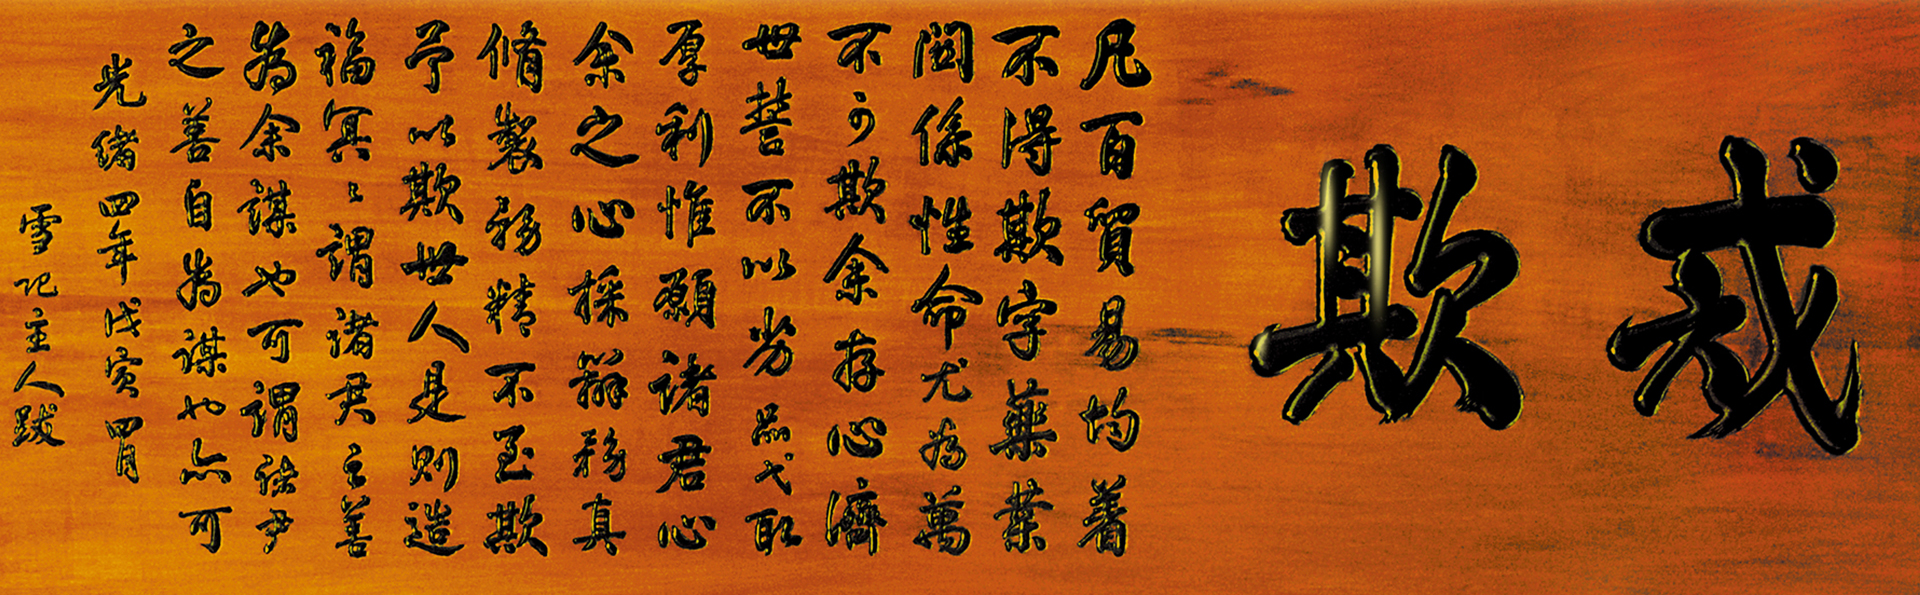 戒欺
凡百貿易均着
不得欺字藥業
関係性命尤為萬
不可欺余存心濟
世誓不以劣品弋取
厚利惟願諸君心
余之心採辦務真
脩製務精不至欺
予以欺世人是則造
福冥冥謂諸君之善
為余謀也可謂諸君
之善自為謀也亦可
光緒四年戊寅四月
雪記主人跋